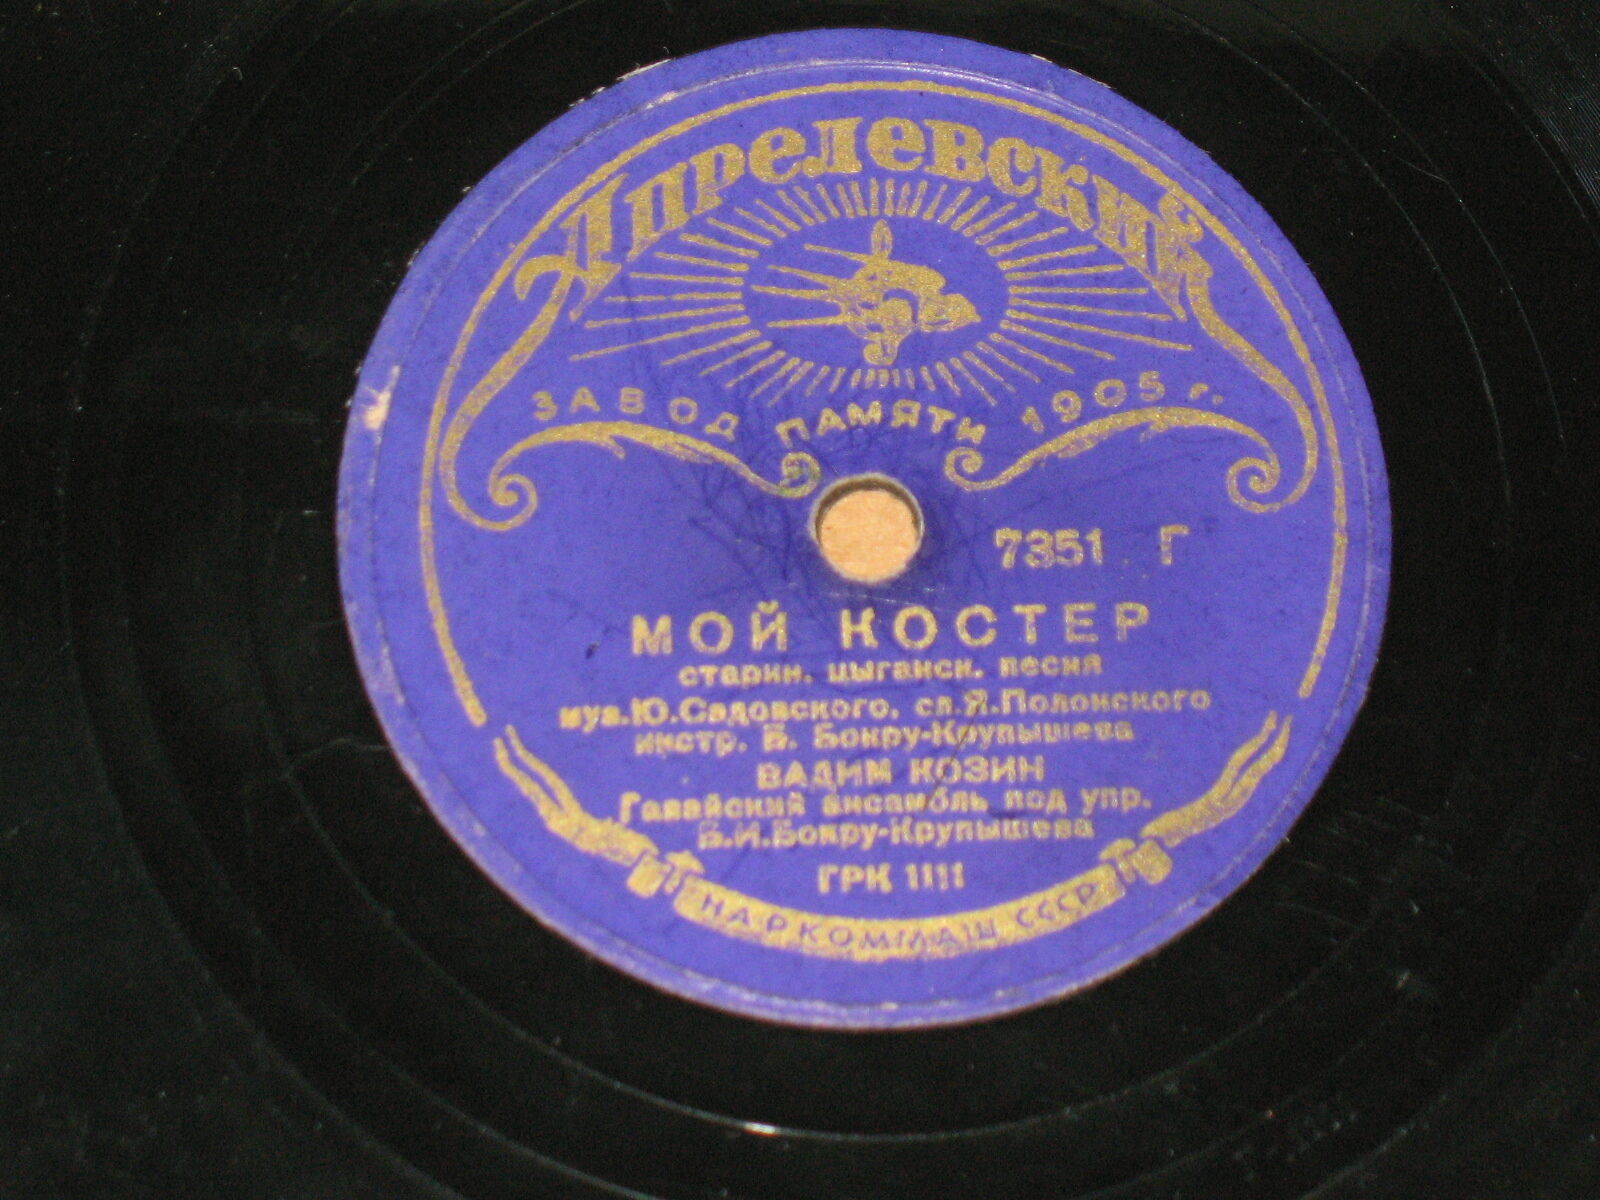 Апрелевский
ЗАВОД ПАМЯТИ 1905 г.
7351 Г
МОЙ КОСТЕР
старин. цыганск. песня
муз.Ю.Садовского, сл.Я.Полонского
инстр. Б. Бокру-Крупышева
ВАДИМ КОЗИН
Гавайский ансамбль под упр.
Б.И.Бокру-Крупышева
ГРК 1111
НАРКОММАШ СССР